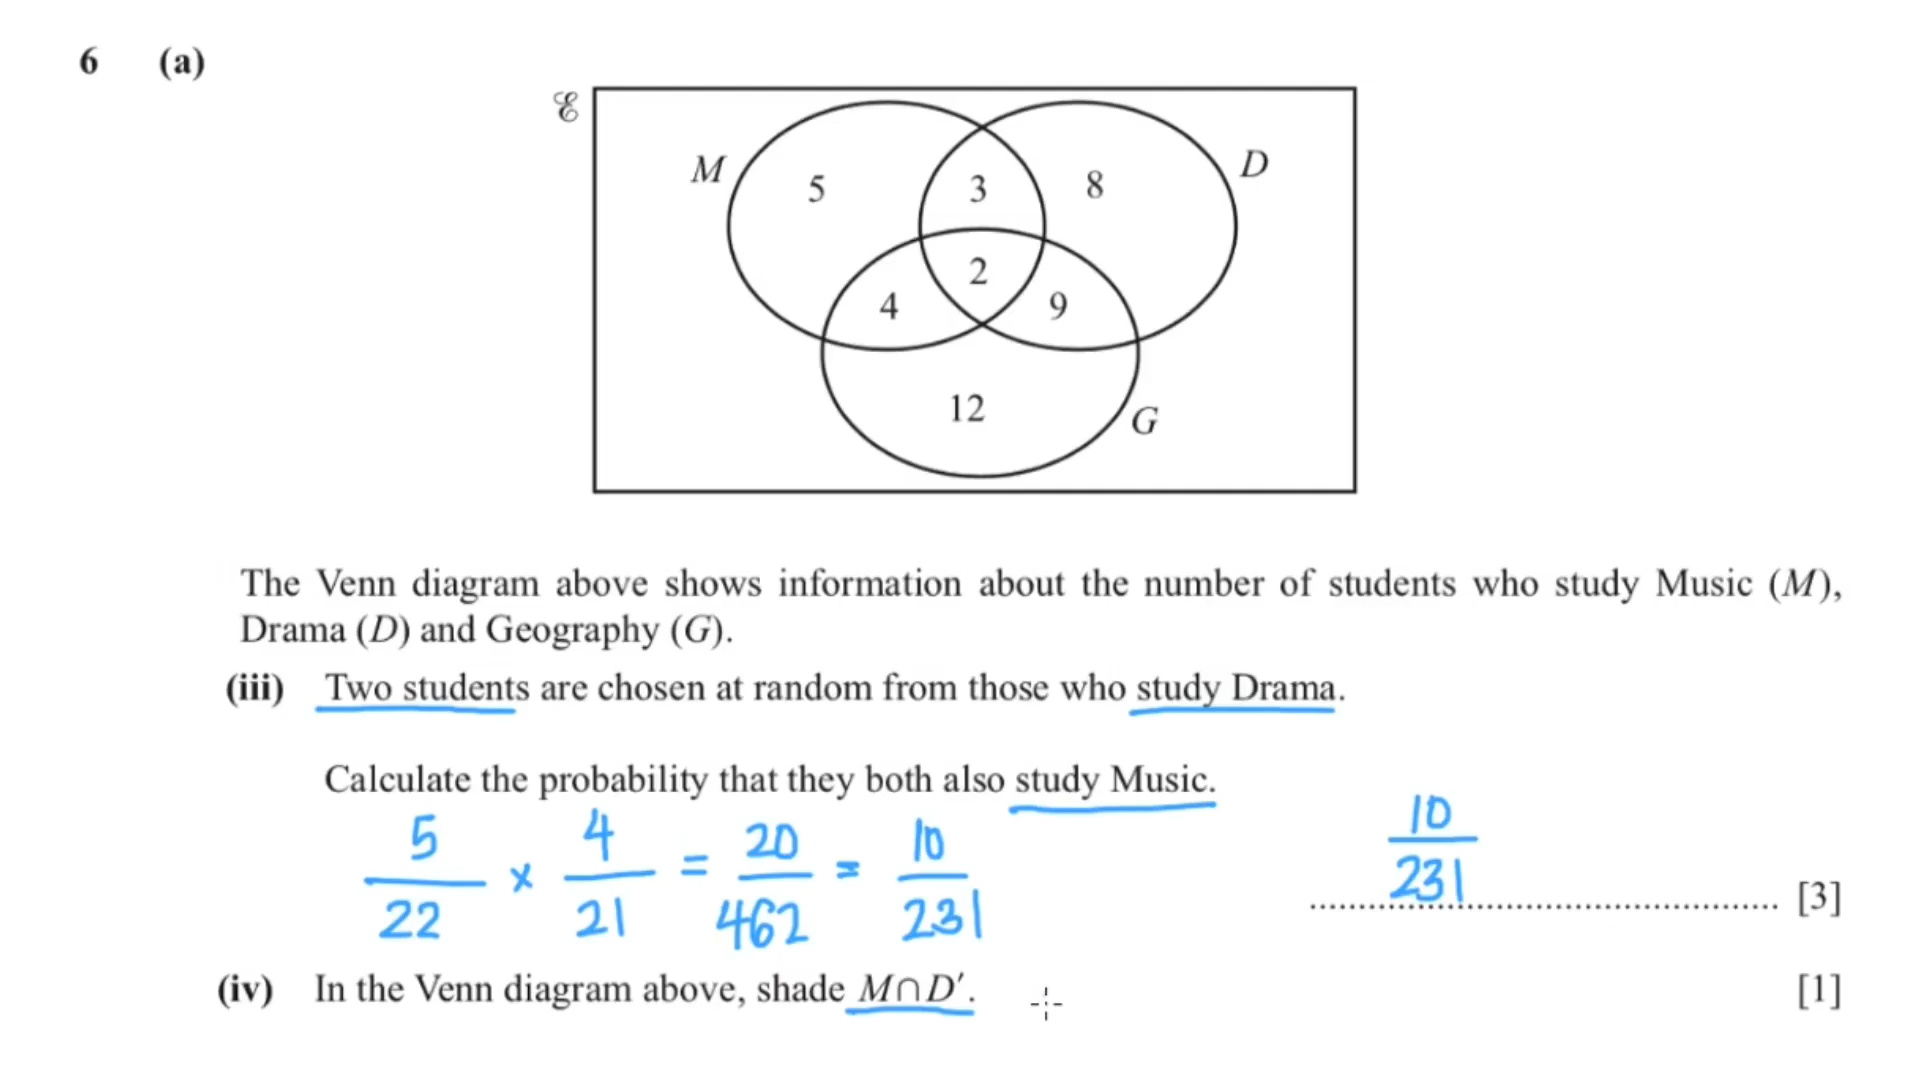 6 (a)
ℰ
M 5 3 8 D
2
4 9
12 G
The Venn diagram above shows information about the number of students who study Music (M),
Drama (D) and Geography (G).
(iii) Two students are chosen at random from those who study Drama.
Calculate the probability that they both also study Music.
5/22 × 4/21 = 20/462 = 10/231
10/231 [3]
(iv) In the Venn diagram above, shade M∩D′. [1]